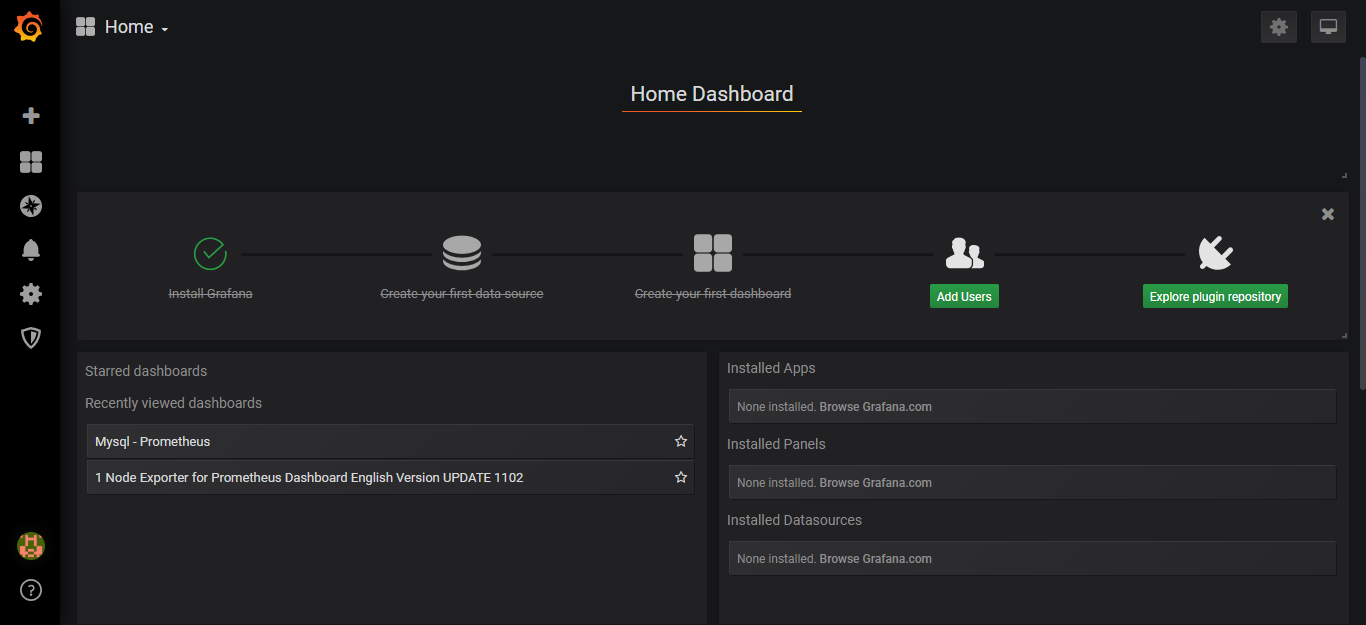 Home
Home Dashboard
Install Grafana
Create your first data source
Create your first dashboard
Add Users
Explore plugin repository
Starred dashboards
Recently viewed dashboards
Mysql - Prometheus
1 Node Exporter for Prometheus Dashboard English Version UPDATE 1102
Installed Apps
None installed. Browse Grafana.com
Installed Panels
None installed. Browse Grafana.com
Installed Datasources
None installed. Browse Grafana.com
?